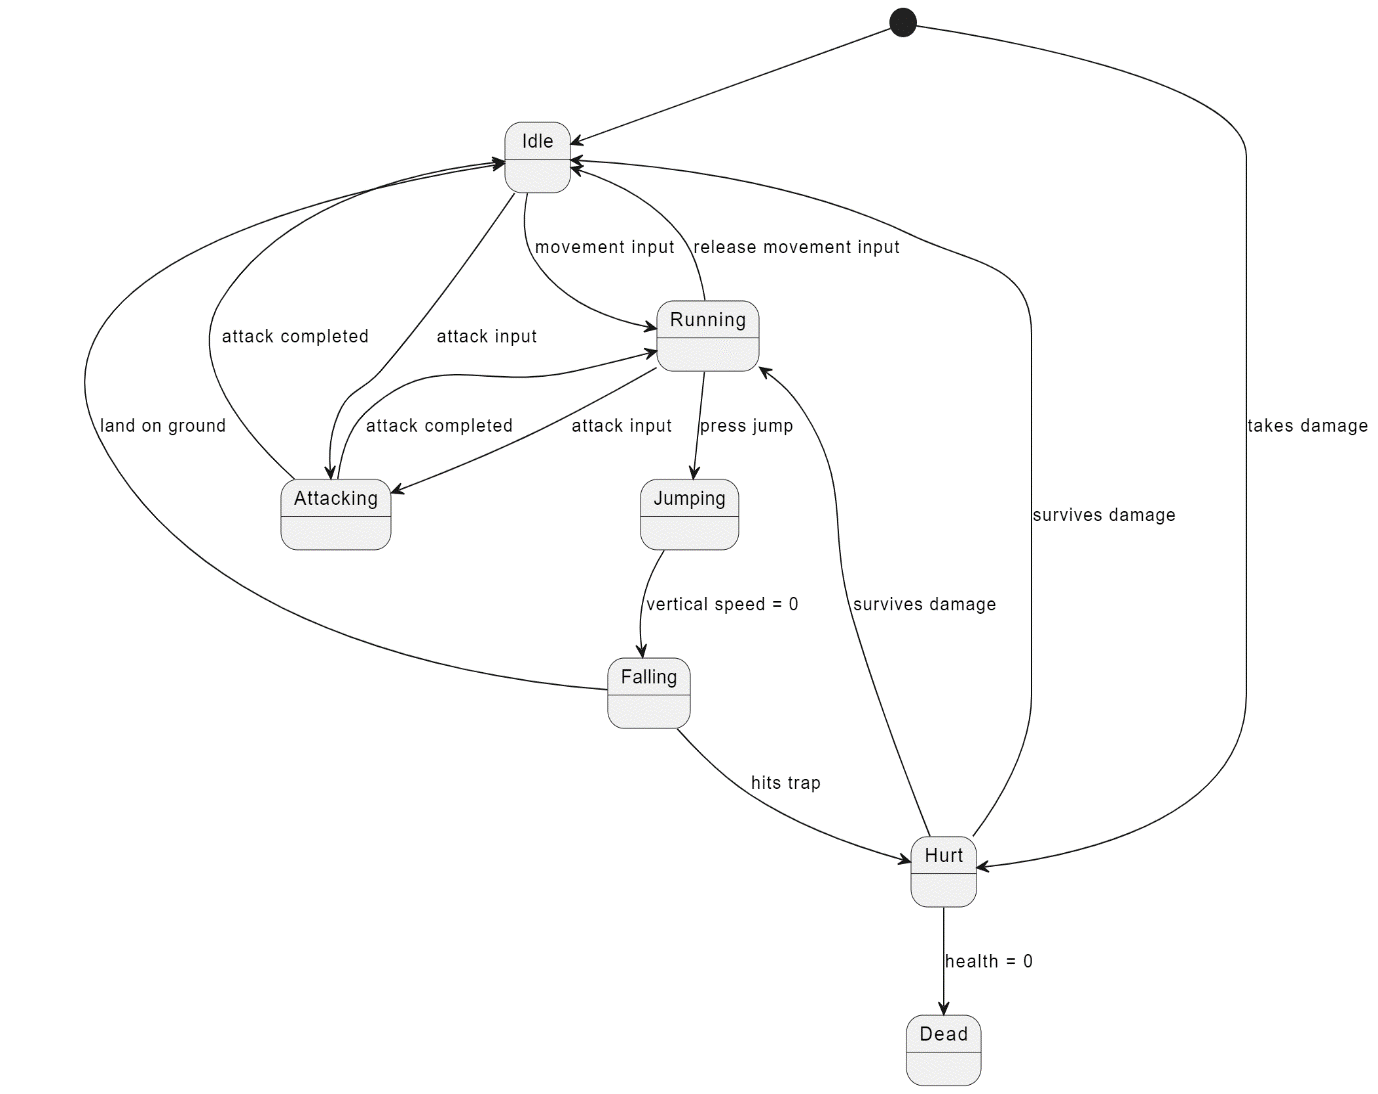 Idle
movement input
release movement input
Running
attack completed
attack input
land on ground
attack completed
attack input
press jump
takes damage
Attacking
Jumping
survives damage
vertical speed = 0
survives damage
Falling
hits trap
Hurt
health = 0
Dead